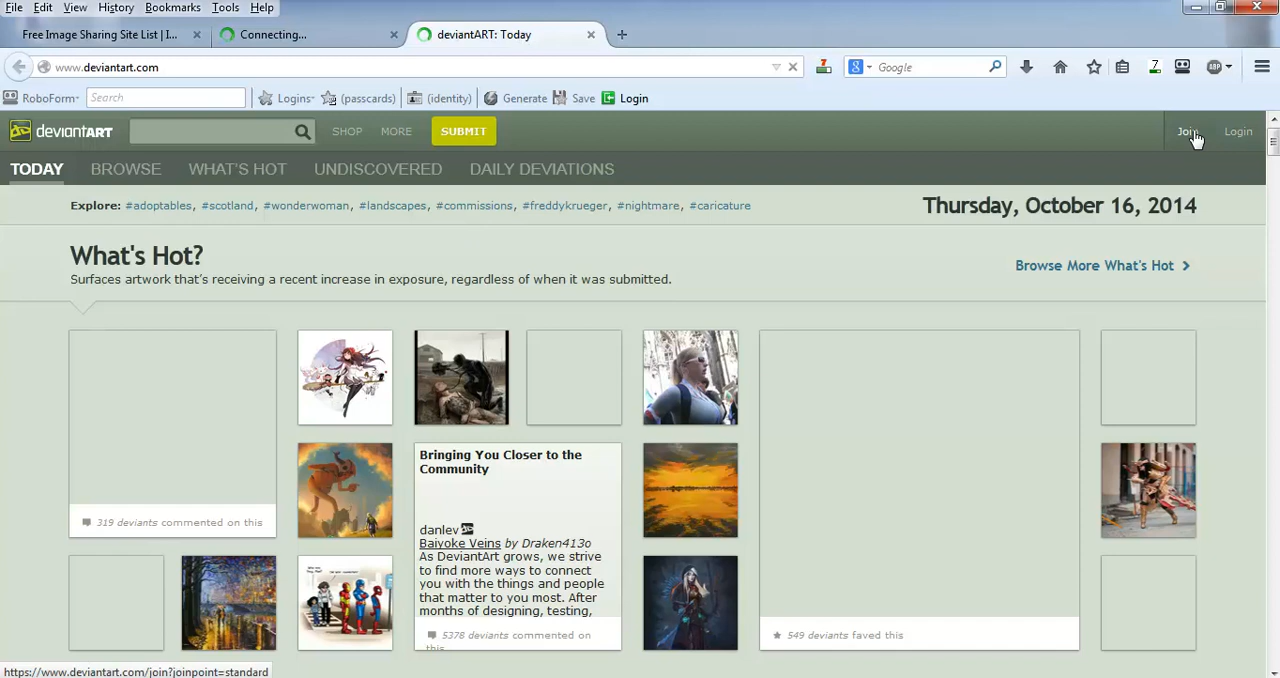 File Edit View History Bookmarks Tools Help
Free Image Sharing Site List | I...
Connecting...
deviantART: Today
www.deviantart.com
Google
RoboForm
Search
Logins
(passcards)
(identity)
Generate
Save
Login
deviantART
SHOP
MORE
SUBMIT
Join
Login
TODAY
BROWSE
WHAT'S HOT
UNDISCOVERED
DAILY DEVIATIONS
Explore: #adoptables, #scotland, #wonderwoman, #landscapes, #commissions, #freddykrueger, #nightmare, #caricature
Thursday, October 16, 2014
What's Hot?
Surfaces artwork that's receiving a recent increase in exposure, regardless of when it was submitted.
Browse More What's Hot
319 deviants commented on this
Bringing You Closer to the
Community
danlev
Baivoke Veins by Draken413o
As DeviantArt grows, we strive
to find more ways to connect
you with the things and people
that matter to you most. After
months of designing, testing,
5378 deviants commented on
this
549 deviants faved this
https://www.deviantart.com/join?joinpoint=standard